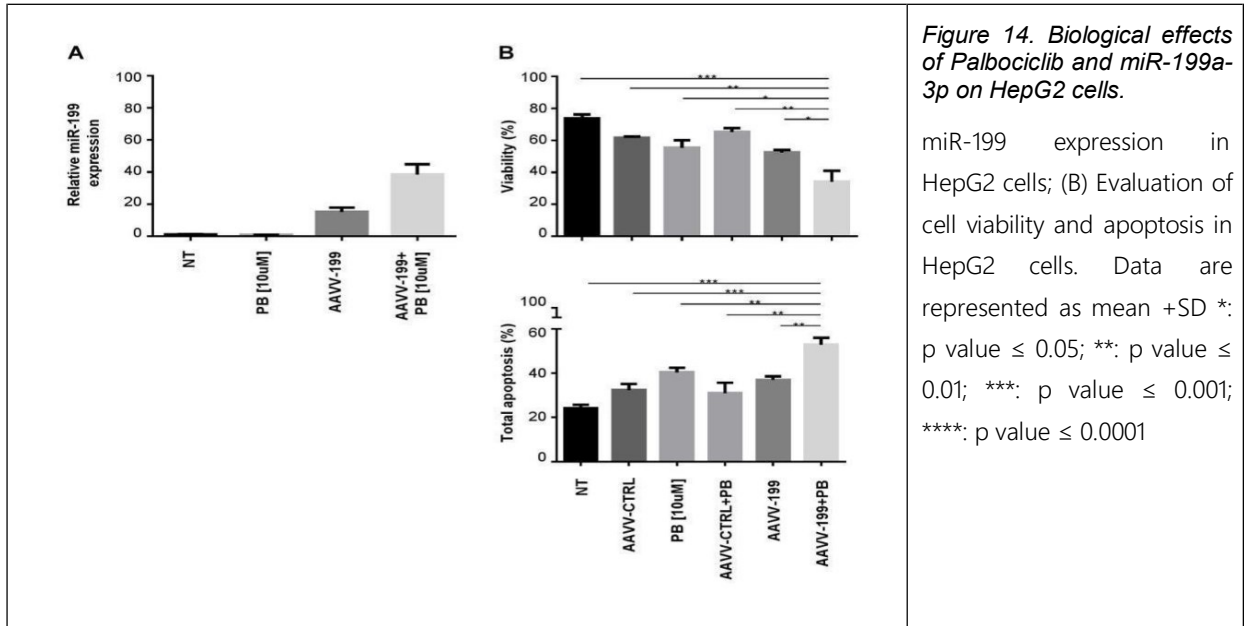 A
100
80
60
40
20
0
Relative miR-199
expression
NT
PB [10uM]
AAVV-199
AAVV-199+
PB [10uM]
B
100
80
60
40
20
0
Viability (%)
***
**
*
**
*
100
60
40
20
0
Total apoptosis (%)
***
***
**
**
**
NT
AAVV-CTRL
PB [10uM]
AAVV-CTRL+PB
AAVV-199
AAVV-199+PB
Figure 14. Biological effects
of Palbociclib and miR-199a-
3p on HepG2 cells.
miR-199 expression in
HepG2 cells; (B) Evaluation of
cell viability and apoptosis in
HepG2 cells. Data are
represented as mean +SD *:
p value ≤ 0.05; **: p value ≤
0.01; ***: p value ≤ 0.001;
****: p value ≤ 0.0001